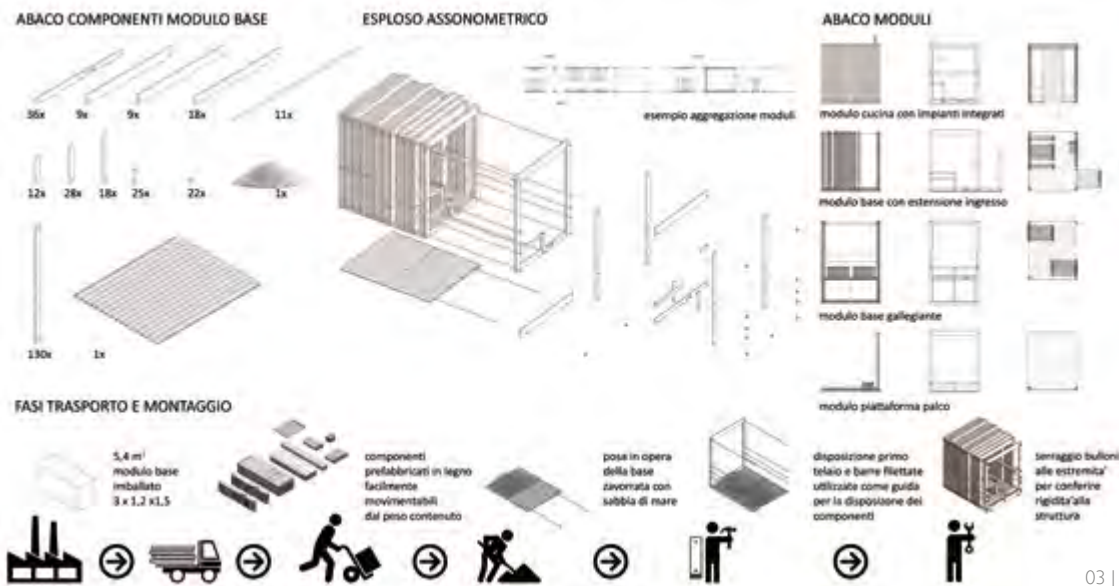 ABACO COMPONENTI MODULO BASE
36x 9x 9x 18x 11x
12x 28x 18x 25x 22x 1x
130x 1x
ESPLOSO ASSONOMETRICO
esempio aggregazione moduli
ABACO MODULI
modulo cucina con impianti integrati
modulo base con estensione ingresso
modulo base gallegiante
modulo piattaforma palco
FASI TRASPORTO E MONTAGGIO
5,4 m³
modulo base
imballato
3 x 1,2 x1,5
componenti
prefabbricati in legno
facilmente
movimentabili
dal peso contenuto
posa in opera
della base
zavorrata con
sabbia di mare
disposizione primo
telaio e barre filettate
utilizzate come guida
per la disposizione dei
componenti
serraggio bulloni
alle estremita'
per conferire
rigidita'alla
struttura
03 |